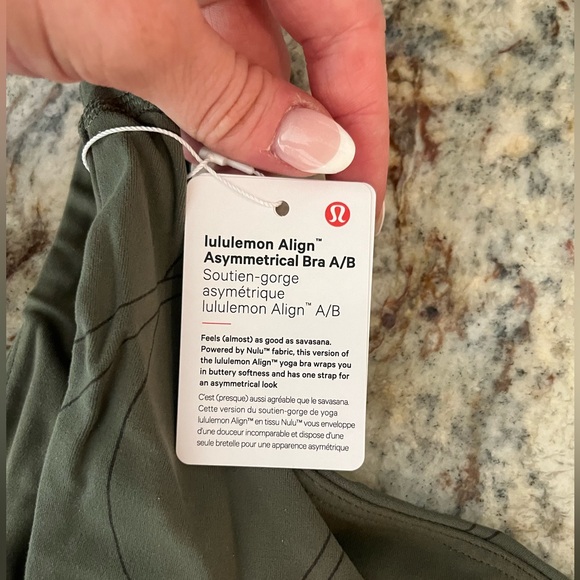 lululemon Align™
Asymmetrical Bra A/B
Soutien-gorge
asymétrique
lululemon Align™ A/B
Feels (almost) as good as savasana.
Powered by Nulu™ fabric, this version of
the lululemon Align™ yoga bra wraps you
in buttery softness and has one strap for
an asymmetrical look
C'est (presque) aussi agréable que le savasana.
Cette version du soutien-gorge de yoga
lululemon Align™ en tissu Nulu™ vous enveloppe
d'une douceur incomparable et dispose d'une
seule bretelle pour une apparence asymétrique